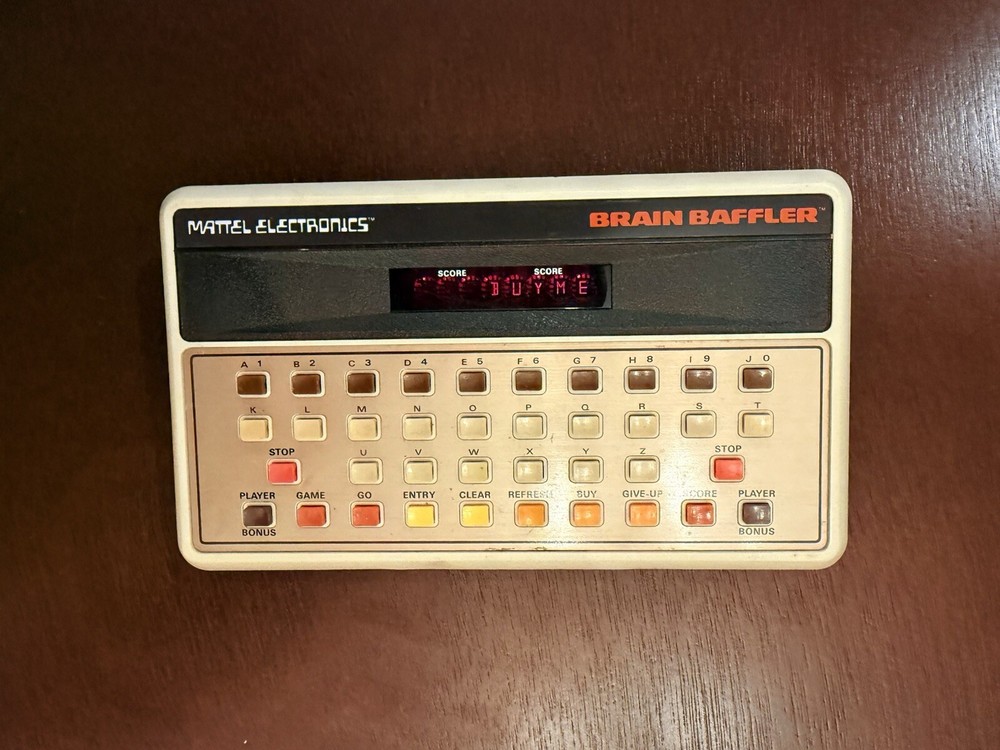 MATTEL ELECTRONICS™ BRAIN BAFFLER™
SCORE SCORE
BUYME
A 1 B 2 C 3 D 4 E 5 F 6 G 7 H 8 I 9 J 0
K L M N O P Q R S T
STOP U V W X Y Z STOP
PLAYER GAME GO ENTRY CLEAR REFRESH BUY GIVE-UP SCORE PLAYER
BONUS BONUS